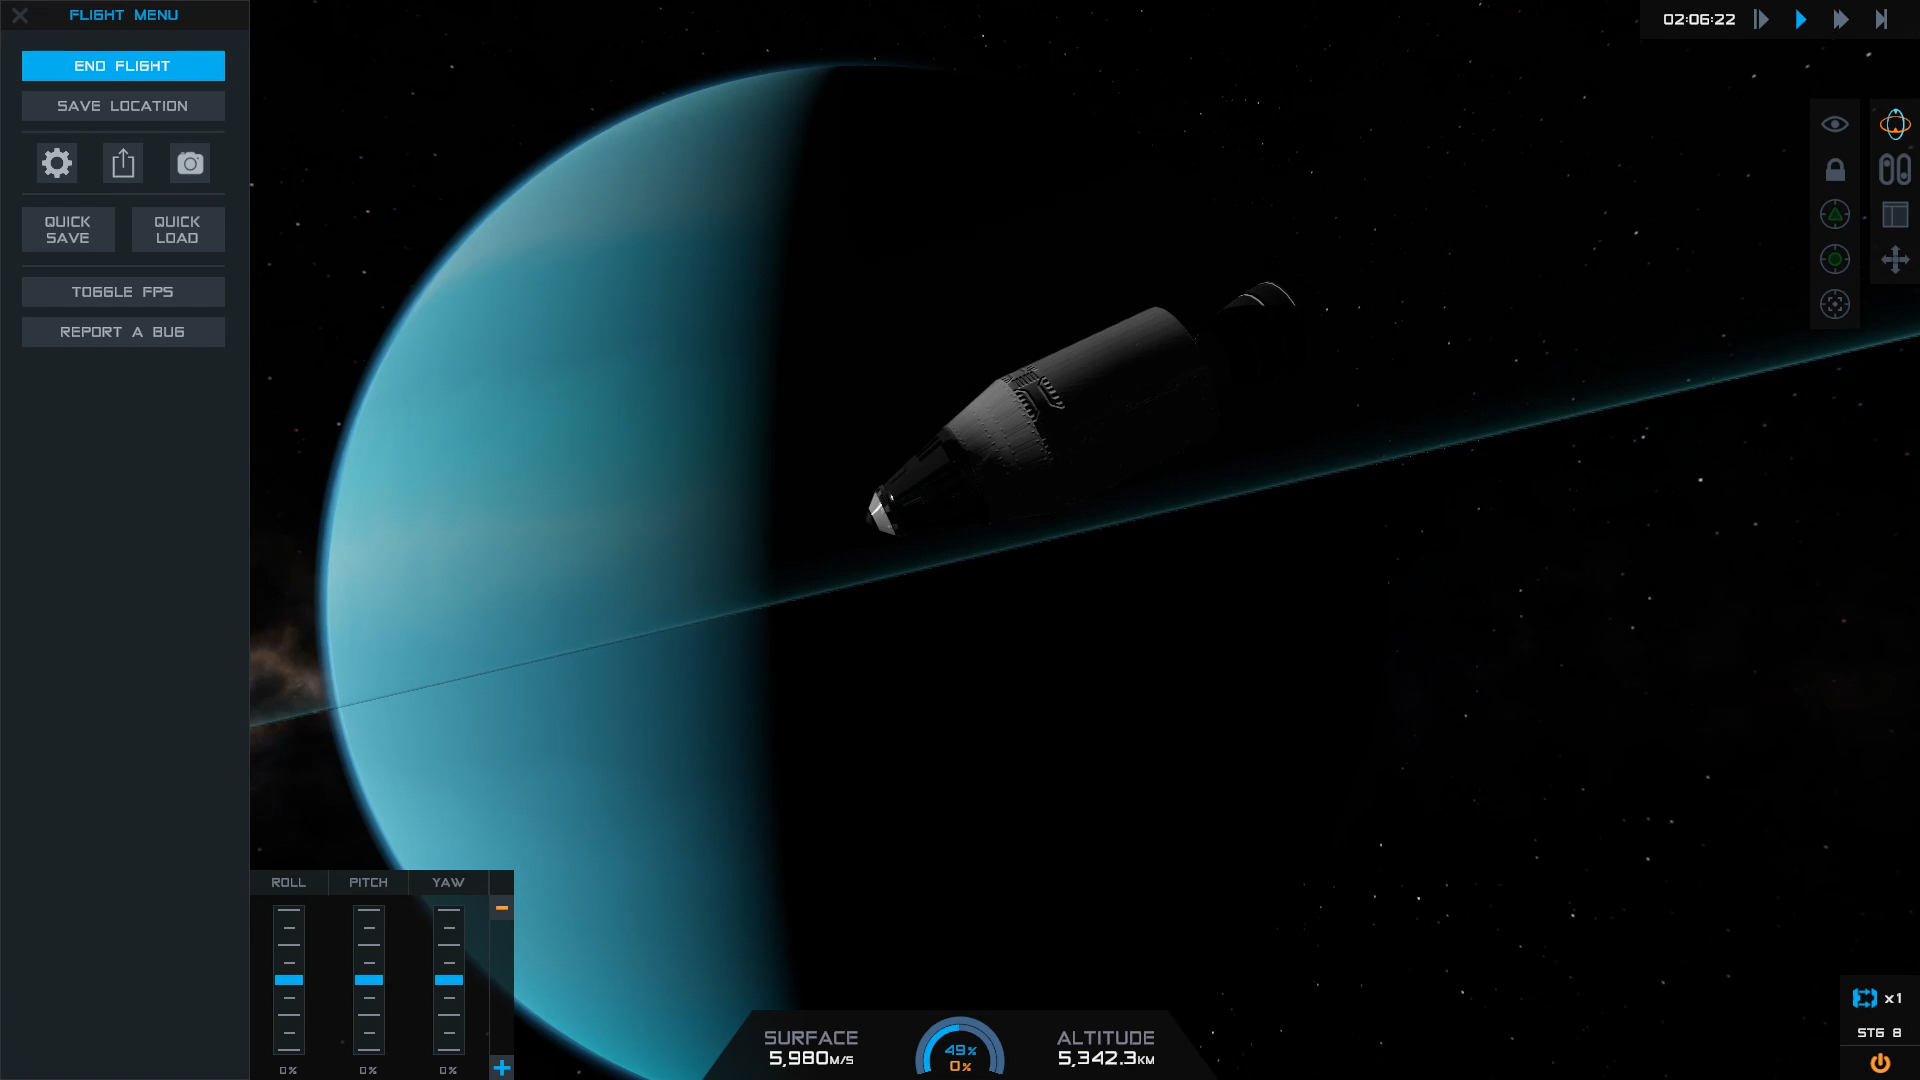 FLIGHT MENU
END FLIGHT
SAVE LOCATION
QUICK
SAVE
QUICK
LOAD
TOGGLE FPS
REPORT A BUG
02:06:22
ROLL
PITCH
YAW
0%
0%
0%
SURFACE
5,980M/S
49%
0%
ALTITUDE
5,342.3KM
x1
STG 8